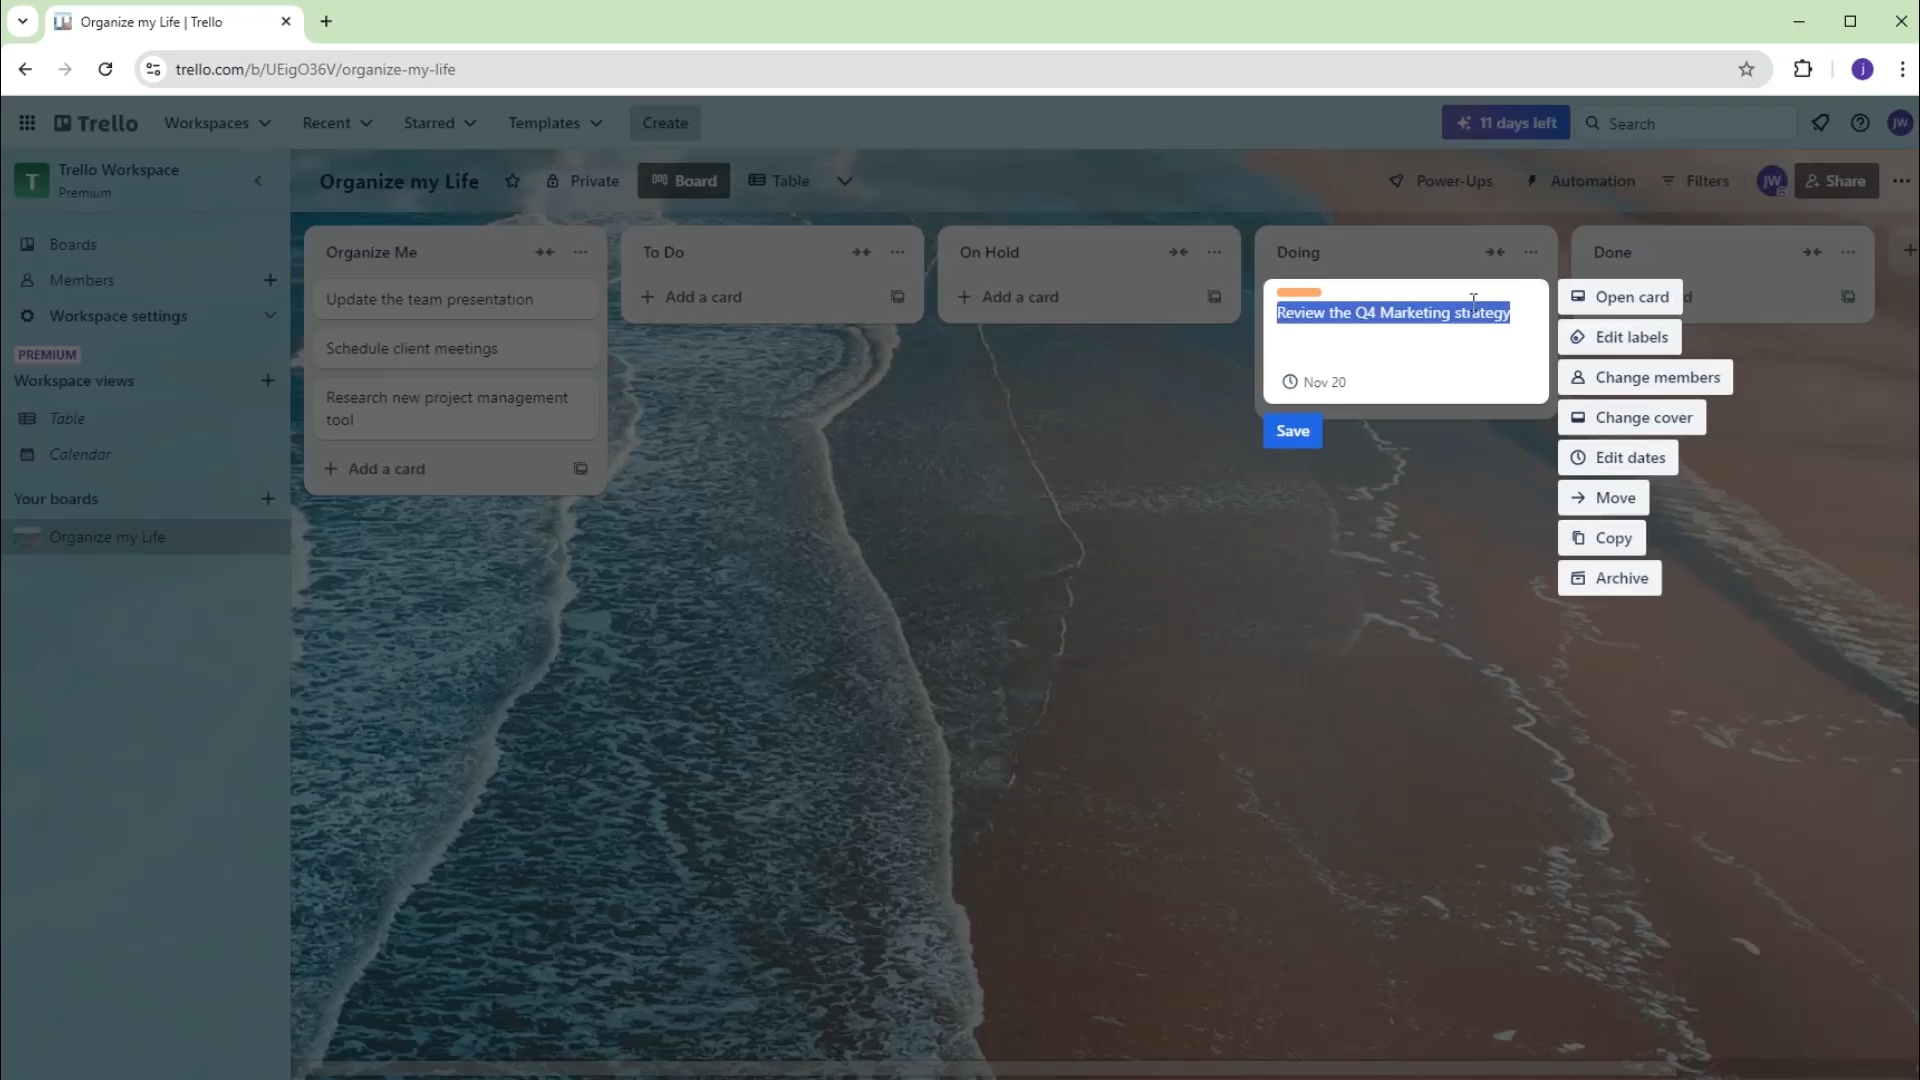 Organize my Life | Trello
trello.com/b/UEigO36V/organize-my-life
j
Trello
Workspaces
Recent
Starred
Templates
Create
11 days left
Search
JW
T
Trello Workspace
Premium
Organize my Life
Private
Board
Table
Power-Ups
Automation
Filters
JW
Share
Boards
Members
Workspace settings
PREMIUM
Workspace views
Table
Calendar
Your boards
Organize my Life
Organize Me
Update the team presentation
Schedule client meetings
Research new project management
tool
Add a card
To Do
Add a card
On Hold
Add a card
Doing
Review the Q4 Marketing strategy
Nov 20
Save
Done
Open card
Edit labels
Change members
Change cover
Edit dates
Move
Copy
Archive